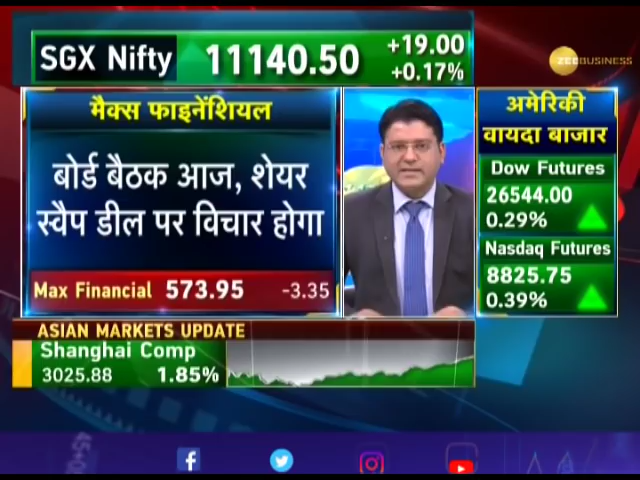 SGX Nifty 11140.50 +19.00 +0.17%
ZEE BUSINESS
मैक्स फाइनेंशियल
बोर्ड बैठक आज, शेयर
स्वैप डील पर विचार होगा
Max Financial 573.95 -3.35
अमेरिकी
वायदा बाजार
Dow Futures
26544.00
0.29%
Nasdaq Futures
8825.75
0.39%
ASIAN MARKETS UPDATE
Shanghai Comp
3025.88 1.85%